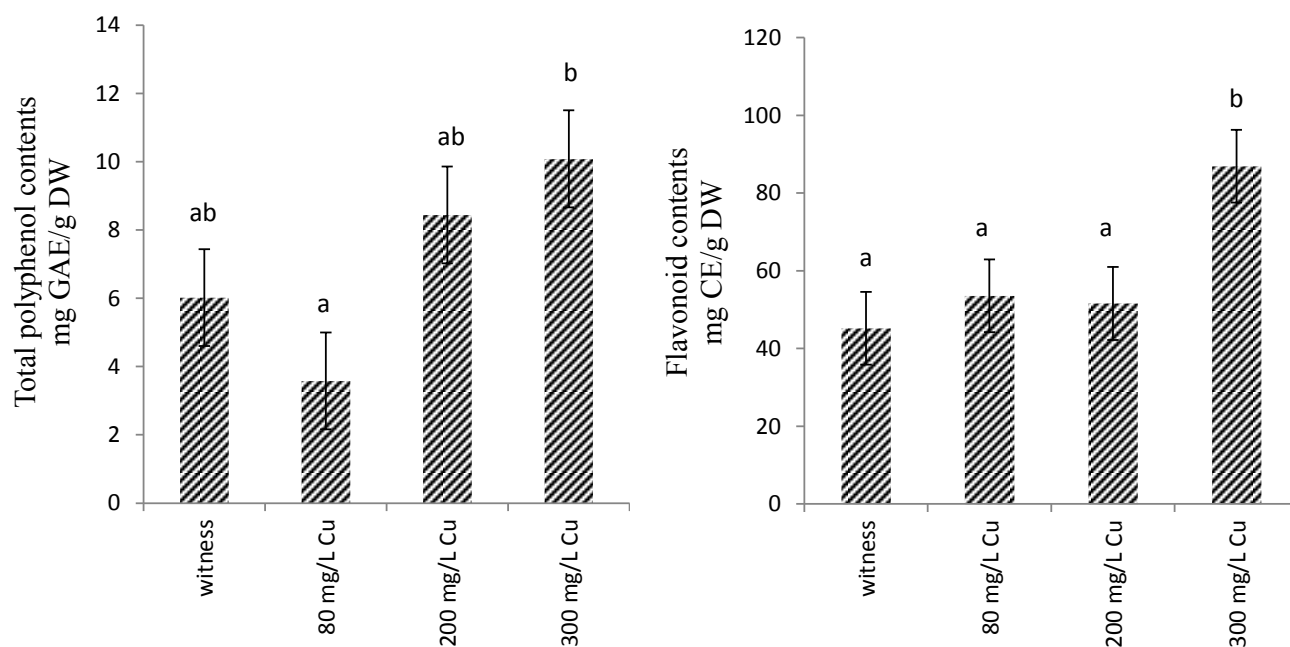 Total polyphenol contents
mg GAE/g DW
14
12
10
8
6
4
2
0
ab
a
ab
b
witness
80 mg/L Cu
200 mg/L Cu
300 mg/L Cu
Flavonoid contents
mg CE/g DW
120
100
80
60
40
20
0
a
a
a
b
witness
80 mg/L Cu
200 mg/L Cu
300 mg/L Cu